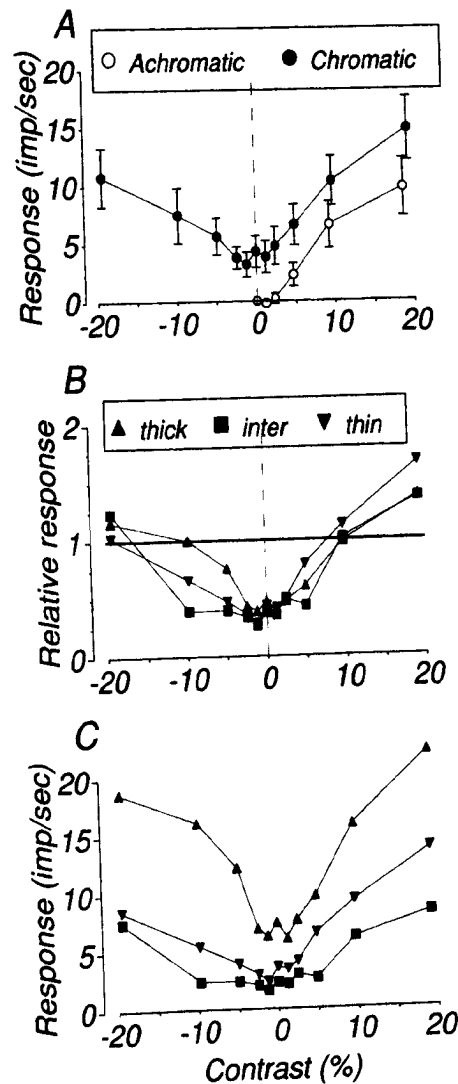 A
Achromatic Chromatic
Response (imp/sec)
20
15
10
5
0
-20 -10 0 10 20
B
thick inter thin
Relative response
2
1
0
-20 -10 0 10 20
C
Response (imp/sec)
20
15
10
5
0
-20 -10 0 10 20
Contrast (%)